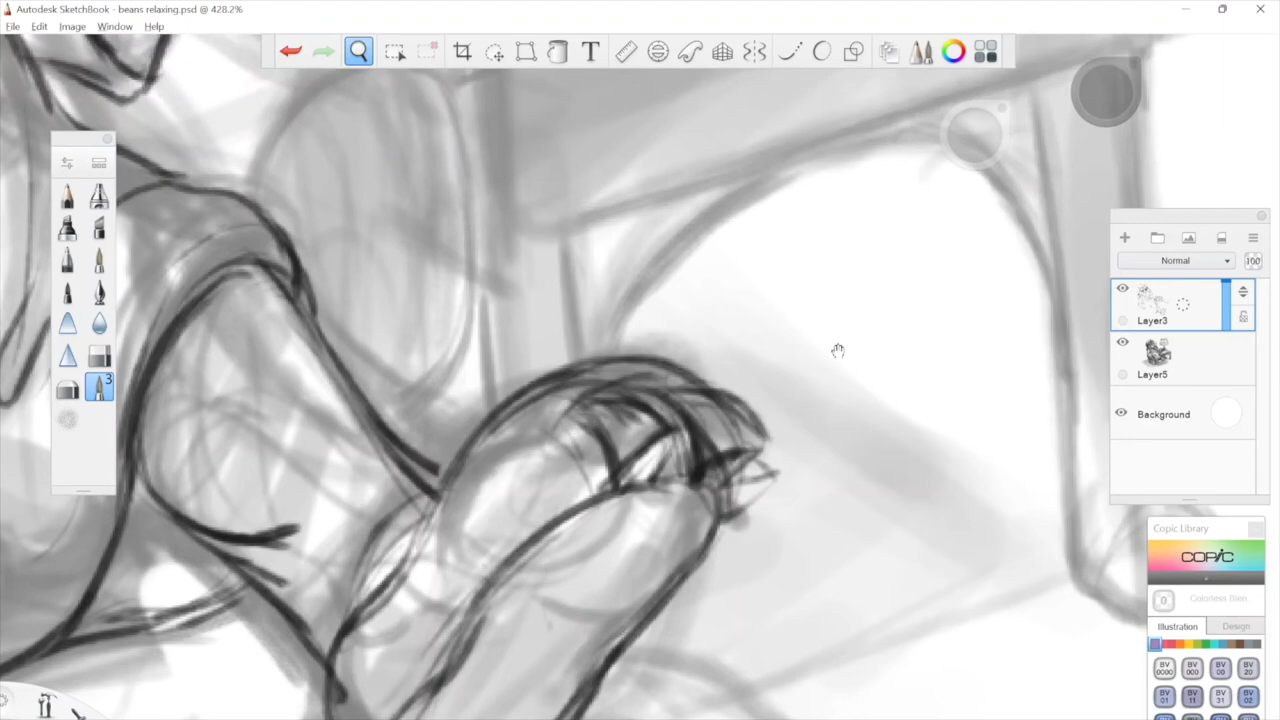 Autodesk SketchBook - beans relaxing.psd @ 428.2%
File Edit Image Window Help
T
3
Normal
100
Layer3
Layer5
Background
Copic Library
COPIC
0 Colorless Blen..
Illustration Design
BV 0000 BV 000 BV 00 BV 20
BV 01 BV 11 BV 31 BV 02